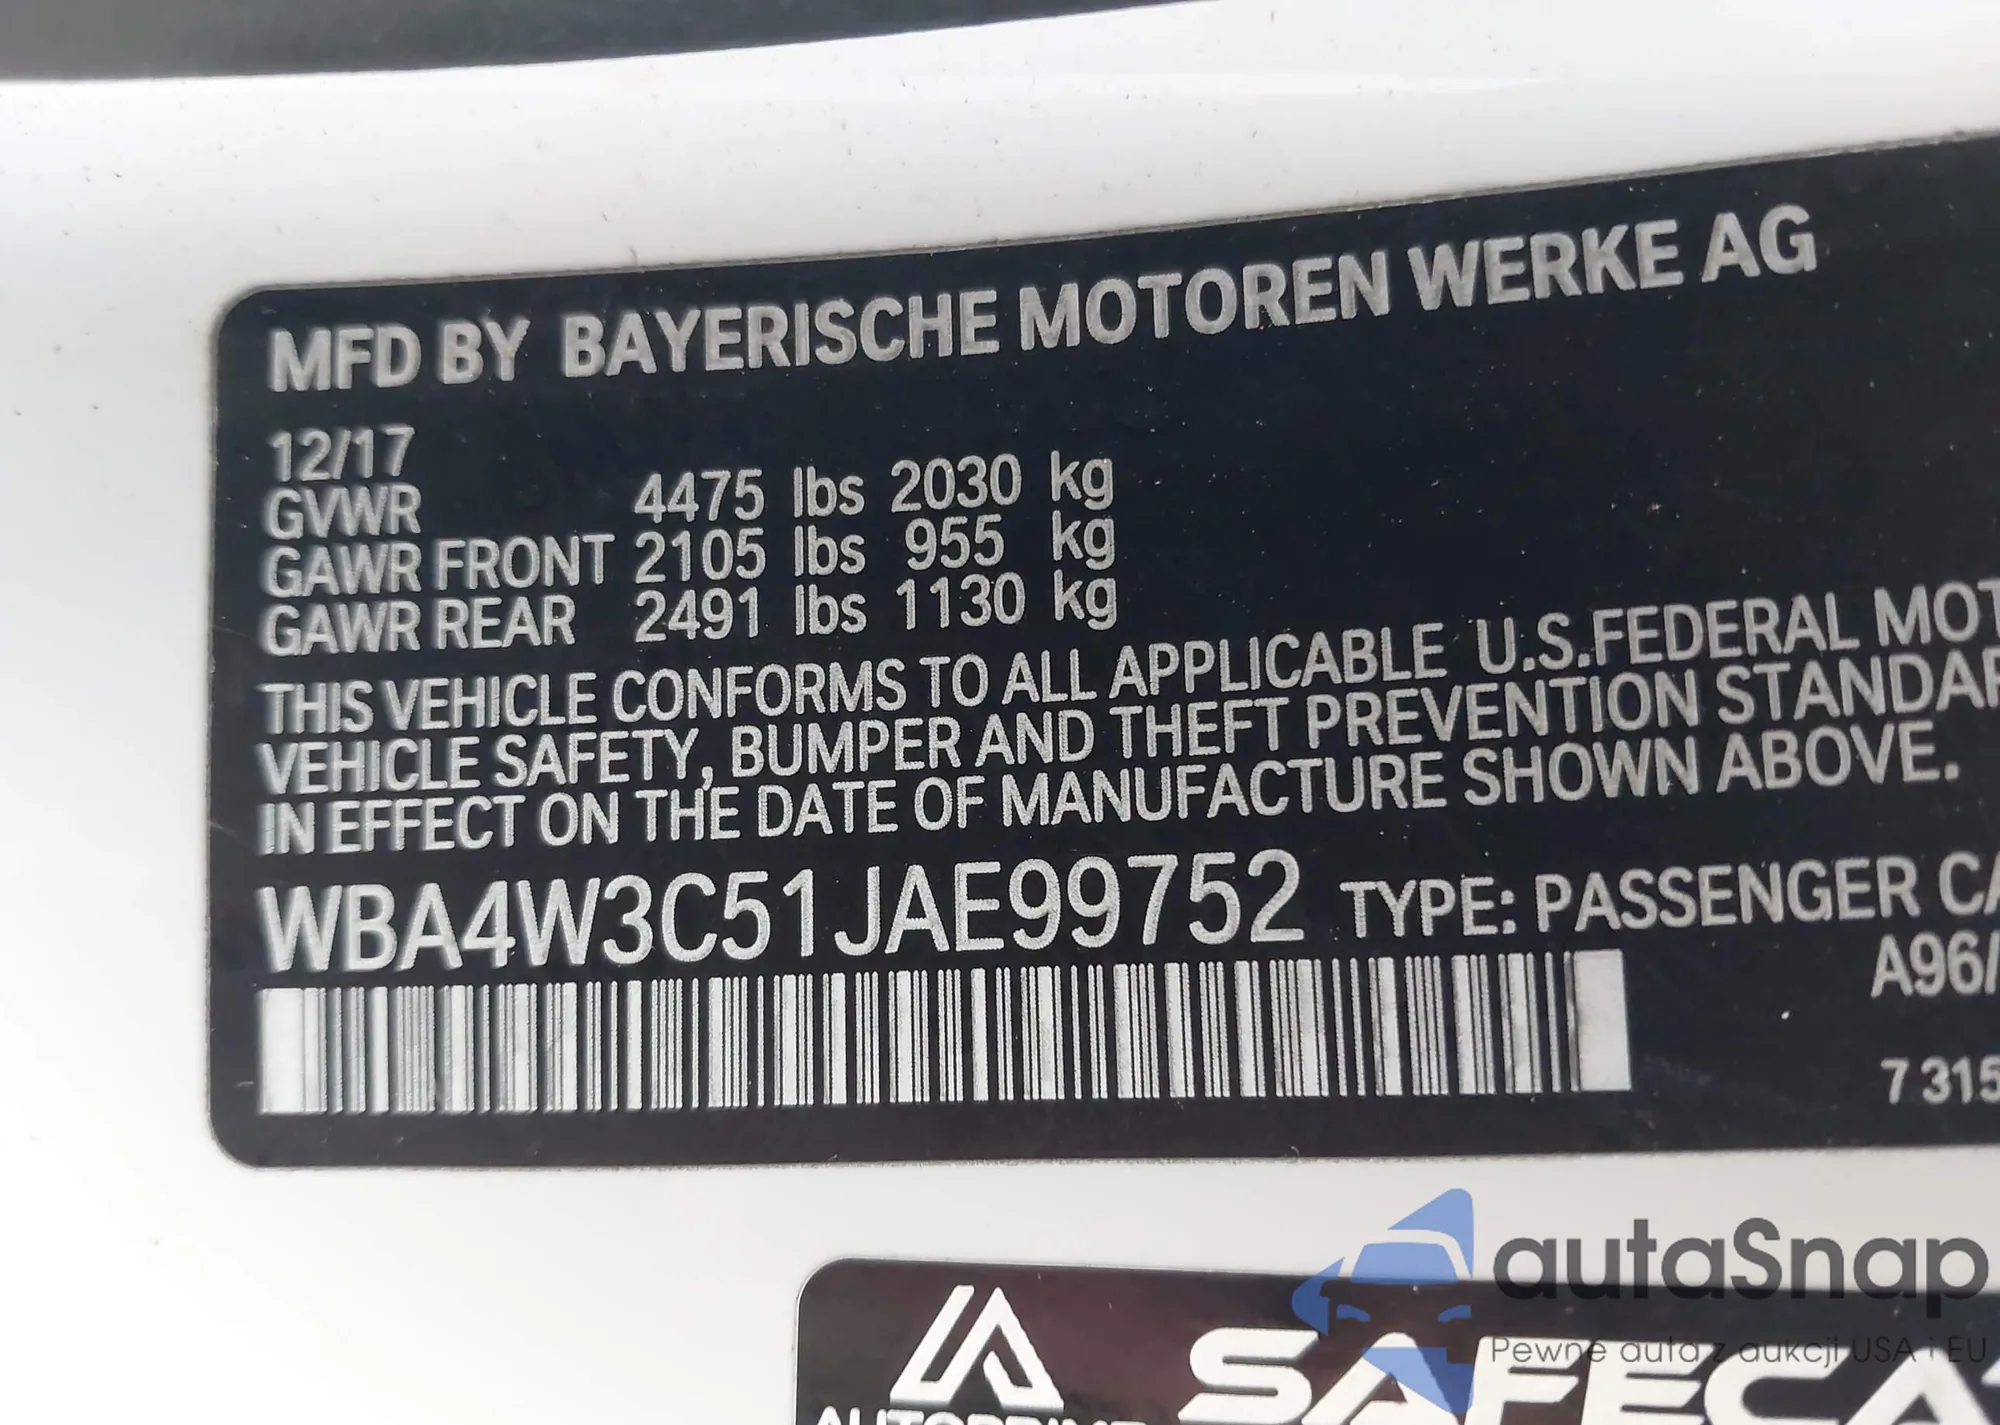 MFD BY BAYERISCHE MOTOREN WERKE AG
12/17
GVWR 4475 lbs 2030 kg
GAWR FRONT 2105 lbs 955 kg
GAWR REAR 2491 lbs 1130 kg
THIS VEHICLE CONFORMS TO ALL APPLICABLE U.S.FEDERAL MOT
VEHICLE SAFETY, BUMPER AND THEFT PREVENTION STANDAR
IN EFFECT ON THE DATE OF MANUFACTURE SHOWN ABOVE.
WBA4W3C51JAE99752 TYPE: PASSENGER CA
A96/
7 315
autaSnap
Pewne auta z aukcji USA i EU
SAFECA